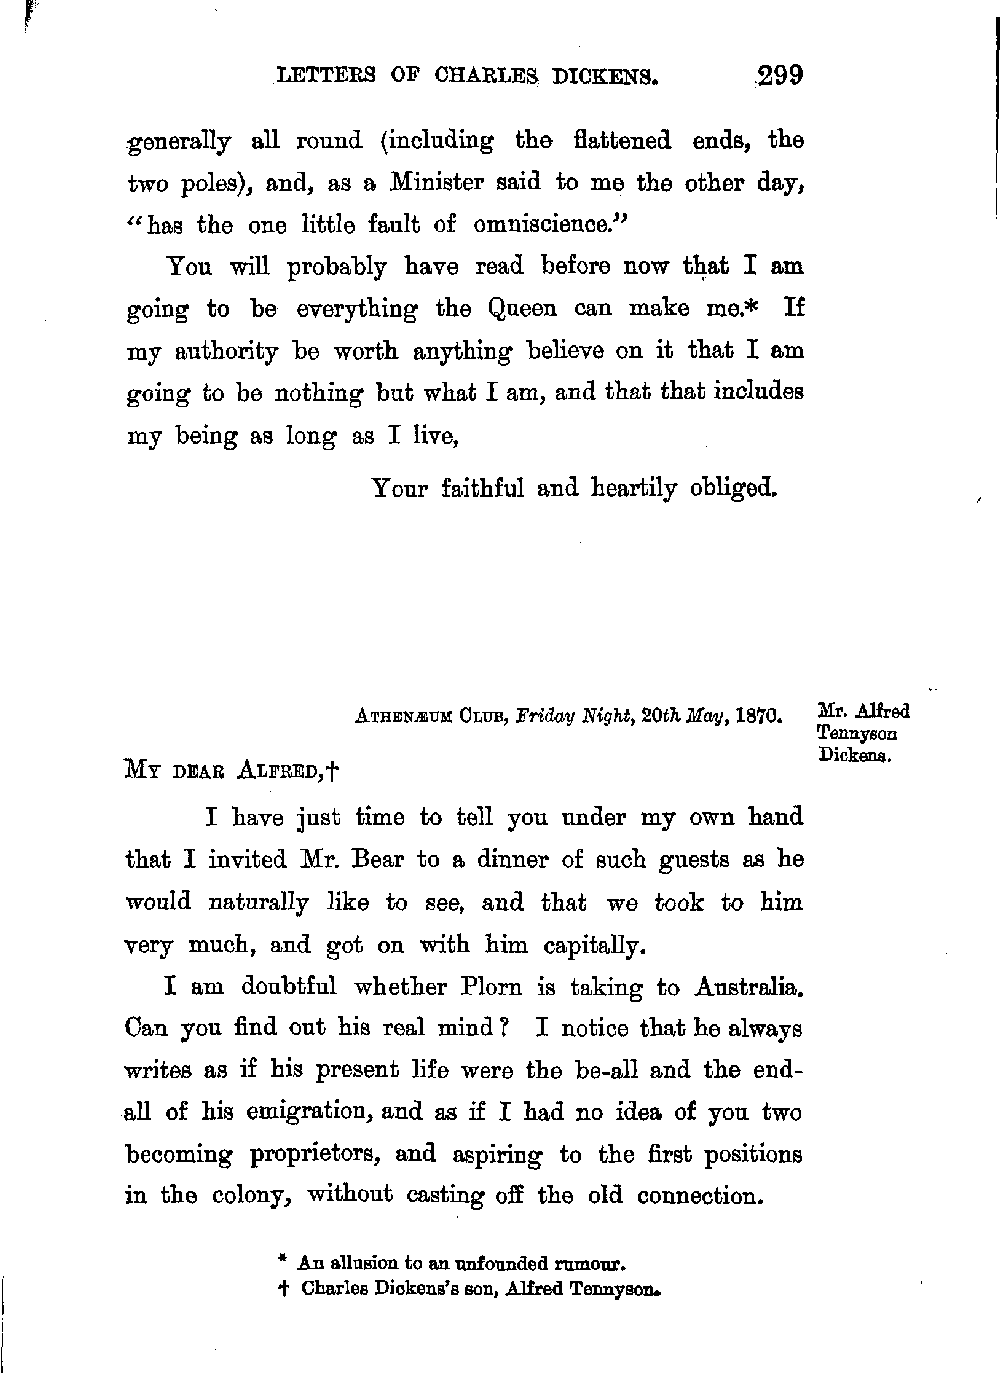 LETTERS OF CHARLES DICKENS. 299
generally all round (including the flattened ends, the
two poles), and, as a Minister said to me the other day,
“has the one little fault of omniscience.”
You will probably have read before now that I am
going to be everything the Queen can make me.* If
my authority be worth anything believe on it that I am
going to be nothing but what I am, and that that includes
my being as long as I live,
Your faithful and heartily obliged.
ATHENÆUM CLUB, Friday Night, 20th May, 1870.
Mr. Alfred
Tennyson
Dickens.
MY DEAR ALFRED,†
I have just time to tell you under my own hand
that I invited Mr. Bear to a dinner of such guests as he
would naturally like to see, and that we took to him
very much, and got on with him capitally.
I am doubtful whether Plorn is taking to Australia.
Can you find out his real mind? I notice that he always
writes as if his present life were the be-all and the end-
all of his emigration, and as if I had no idea of you two
becoming proprietors, and aspiring to the first positions
in the colony, without casting off the old connection.
* An allusion to an unfounded rumour.
† Charles Dickens's son, Alfred Tennyson.